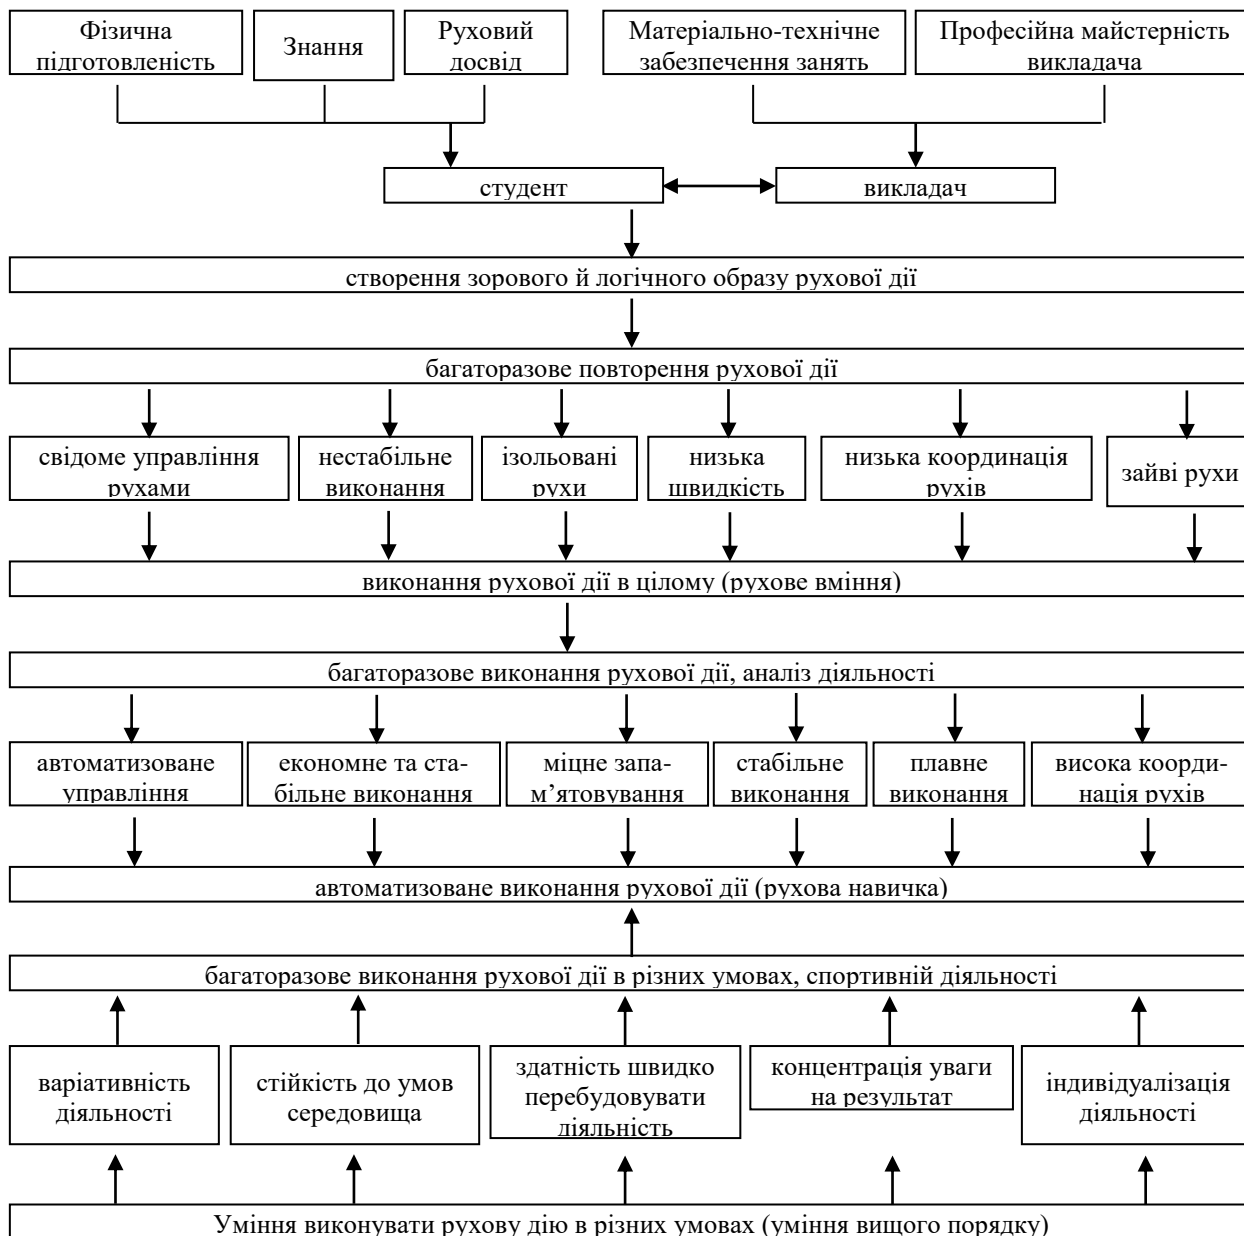 Фізична
підготовленість
Знання
Руховий
досвід
Матеріально-технічне
забезпечення занять
Професійна майстерність
викладача
студент
викладач
створення зорового й логічного образу рухової дії
багаторазове повторення рухової дії
свідоме управління
рухами
нестабільне
виконання
ізольовані
рухи
низька
швидкість
низька координація
рухів
зайві рухи
виконання рухової дії в цілому (рухове вміння)
багаторазове виконання рухової дії, аналіз діяльності
автоматизоване
управління
економне та ста-
більне виконання
міцне запа-
м’ятовування
стабільне
виконання
плавне
виконання
висока коорди-
нація рухів
автоматизоване виконання рухової дії (рухова навичка)
багаторазове виконання рухової дії в різних умовах, спортивній діяльності
варіативність
діяльності
стійкість до умов
середовища
здатність швидко
перебудовувати
діяльність
концентрація уваги
на результат
індивідуалізація
діяльності
Уміння виконувати рухову дію в різних умовах (уміння вищого порядку)